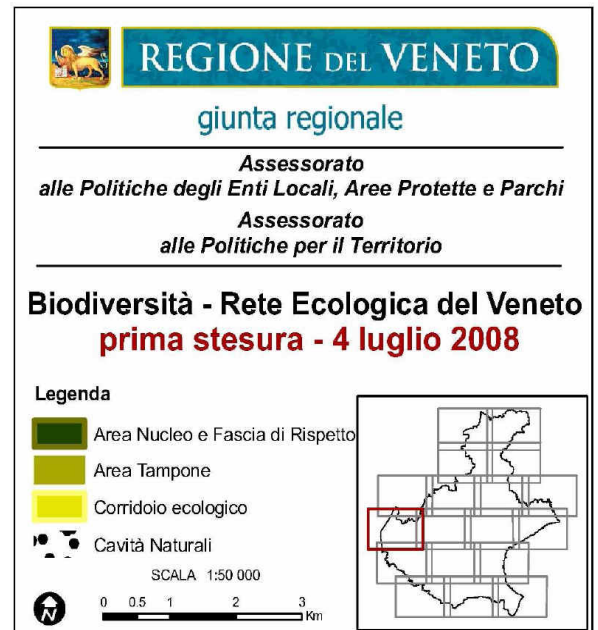 REGIONE DEL VENETO
giunta regionale
Assessorato
alle Politiche degli Enti Locali, Aree Protette e Parchi
Assessorato
alle Politiche per il Territorio
Biodiversità - Rete Ecologica del Veneto
prima stesura - 4 luglio 2008
Legenda
Area Nucleo e Fascia di Rispetto
Area Tampone
Corridoio ecologico
Cavità Naturali
SCALA 1:50 000
N
0 0.5 1 2 3
Km